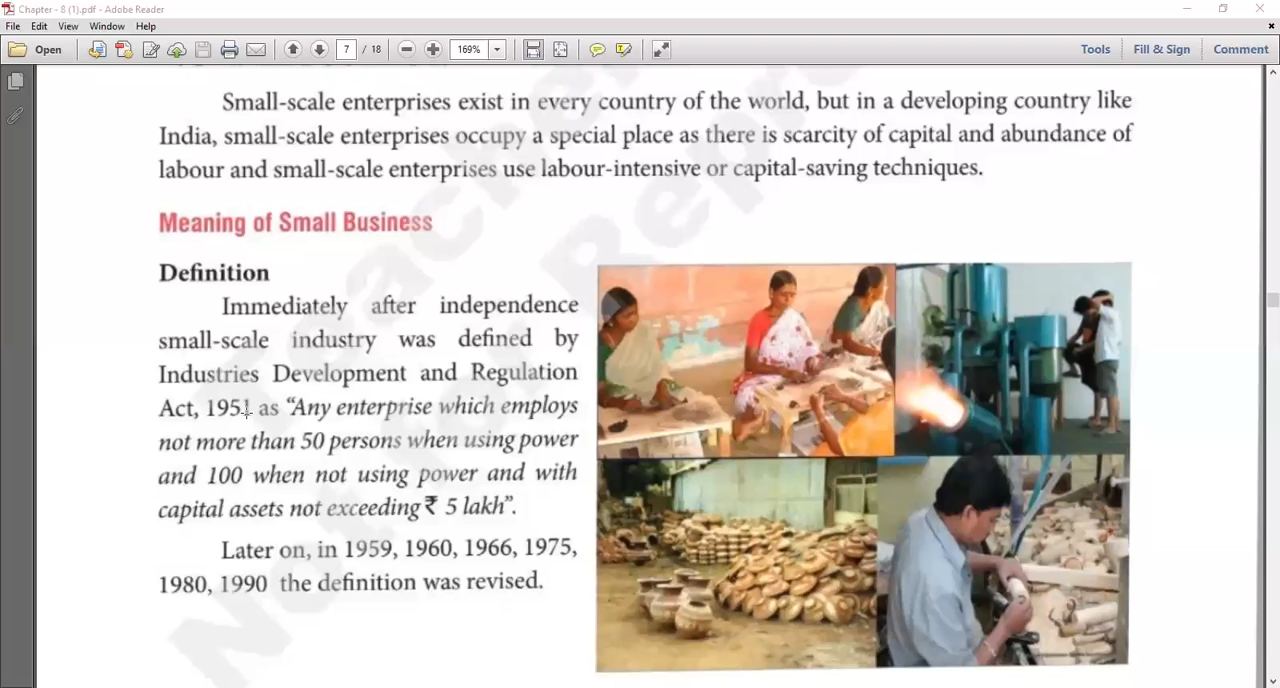 Chapter - 8 (1).pdf - Adobe Reader
File Edit View Window Help
Open 7 / 18 169% Tools Fill & Sign Comment
Small-scale enterprises exist in every country of the world, but in a developing country like
India, small-scale enterprises occupy a special place as there is scarcity of capital and abundance of
labour and small-scale enterprises use labour-intensive or capital-saving techniques.
Meaning of Small Business
Definition
Immediately after independence
small-scale industry was defined by
Industries Development and Regulation
Act, 1951 as “Any enterprise which employs
not more than 50 persons when using power
and 100 when not using power and with
capital assets not exceeding ₹ 5 lakh”.
Later on, in 1959, 1960, 1966, 1975,
1980, 1990 the definition was revised.